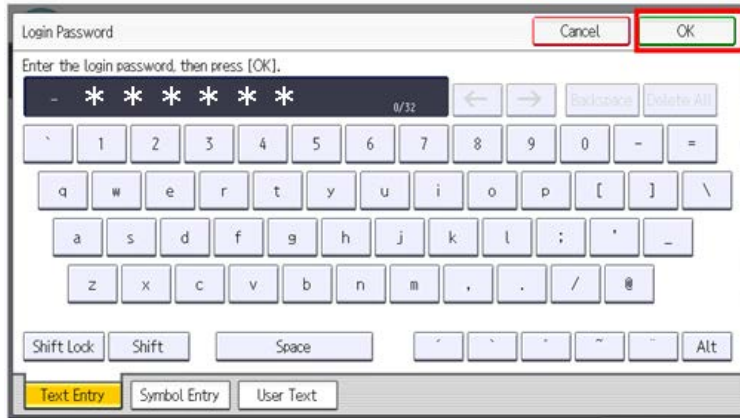 Login Password Cancel OK
Enter the login password, then press [OK].
- * * * * * * 0/32 ← → Backspace Delete All
` 1 2 3 4 5 6 7 8 9 0 - =
q w e r t y u i o p [ ] \
a s d f g h j k l ; ' _
z x c v b n m , . / @
Shift Lock Shift Space ´ ` ^ ~ ¨ Alt
Text Entry Symbol Entry User Text